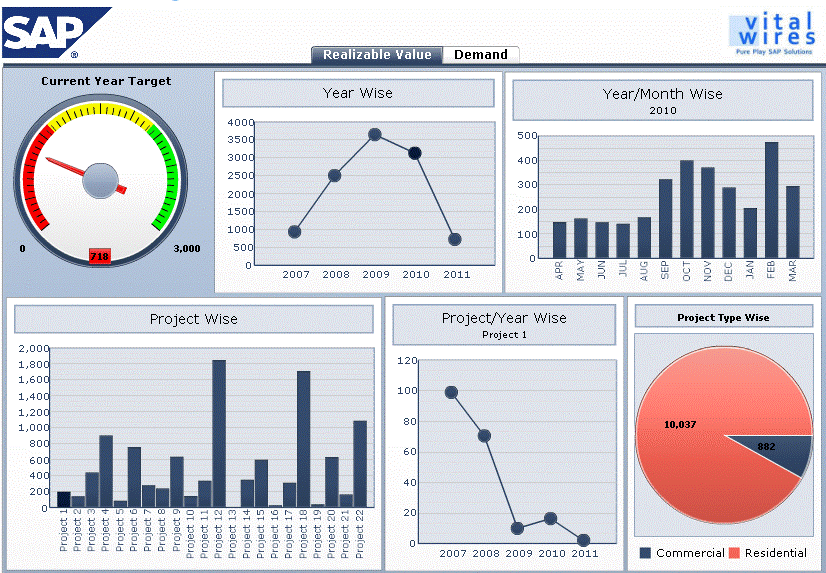 SAP
®
vital
wires
Pure Play SAP Solutions
Realizable Value
Demand
Current Year Target
0
718
3,000
Year Wise
4000
3500
3000
2500
2000
1500
1000
500
0
2007 2008 2009 2010 2011
Year/Month Wise
2010
500
400
300
200
100
0
APR MAY JUN JUL AUG SEP OCT NOV DEC JAN FEB MAR
Project Wise
2,000
1,800
1,600
1,400
1,200
1,000
800
600
400
200
0
Project 1 Project 2 Project 3 Project 4 Project 5 Project 6 Project 7 Project 8 Project 9 Project 10 Project 11 Project 12 Project 13 Project 14 Project 15 Project 16 Project 17 Project 18 Project 19 Project 20 Project 21 Project 22
Project/Year Wise
Project 1
120
100
80
60
40
20
0
2007 2008 2009 2010 2011
Project Type Wise
10,037
882
Commercial Residential